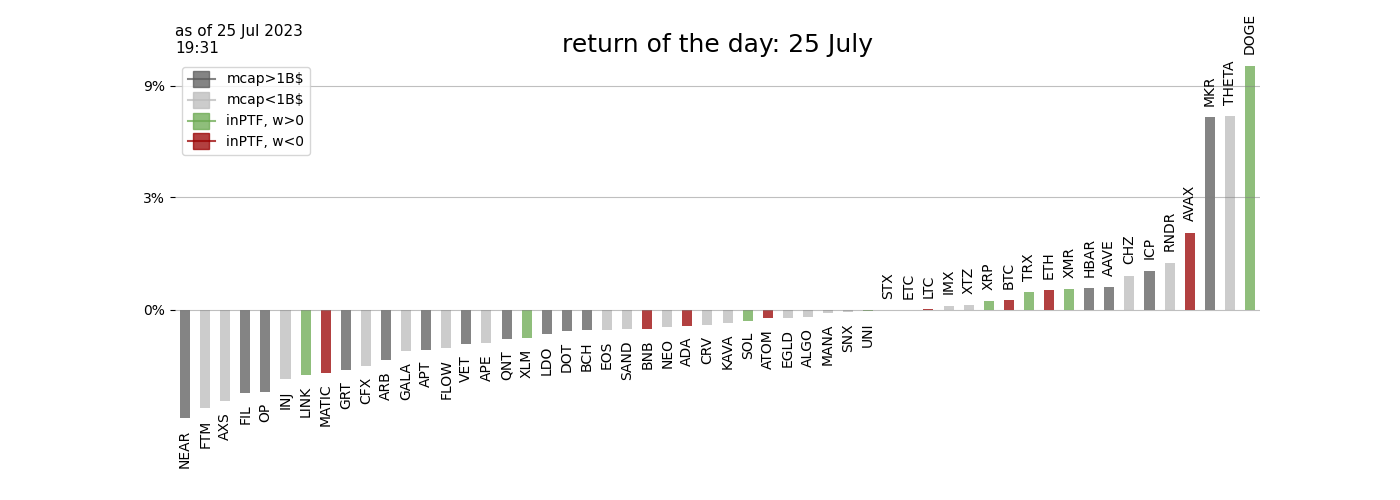 as of 25 Jul 2023
19:31
return of the day: 25 July
mcap>1B$
mcap<1B$
inPTF, w>0
inPTF, w<0
9%
3%
0%
NEAR
FTM
AXS
FIL
OP
INJ
LINK
MATIC
GRT
CFX
ARB
GALA
APT
FLOW
VET
APE
QNT
XLM
LDO
DOT
BCH
EOS
SAND
BNB
NEO
ADA
CRV
KAVA
SOL
ATOM
EGLD
ALGO
MANA
SNX
UNI
STX
ETC
LTC
IMX
XTZ
XRP
BTC
TRX
ETH
XMR
HBAR
AAVE
CHZ
ICP
RNDR
AVAX
MKR
THETA
DOGE